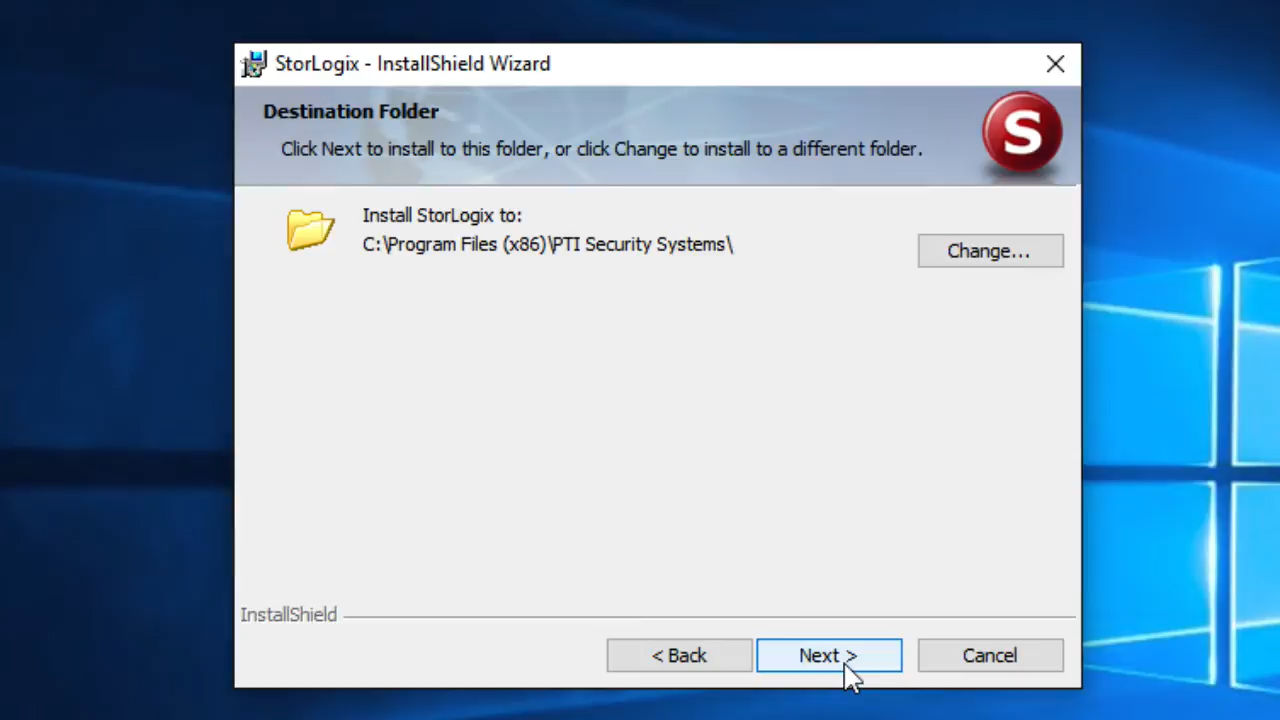 StorLogix - InstallShield Wizard
Destination Folder
Click Next to install to this folder, or click Change to install to a different folder.
S
Install StorLogix to:
C:\Program Files (x86)\PTI Security Systems\
Change...
InstallShield
< Back
Next >
Cancel